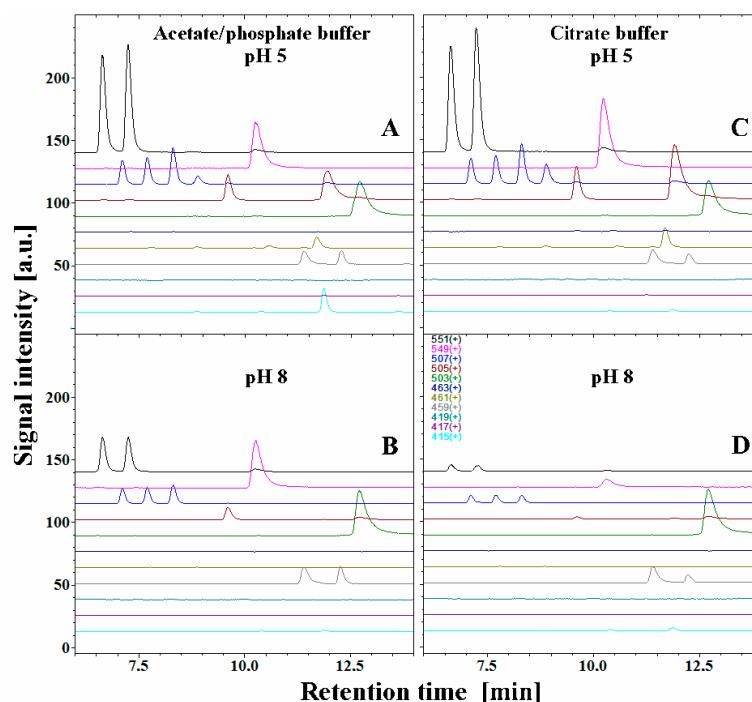 Acetate/phosphate buffer
pH 5
Citrate buffer
pH 5
A
C
200
150
100
50
0
551(+)
549(+)
507(+)
505(+)
503(+)
463(+)
461(+)
459(+)
419(+)
417(+)
415(+)
pH 8
pH 8
B
D
200
150
100
50
0
Signal intensity [a.u.]
7.5
10.0
12.5
7.5
10.0
12.5
Retention time [min]